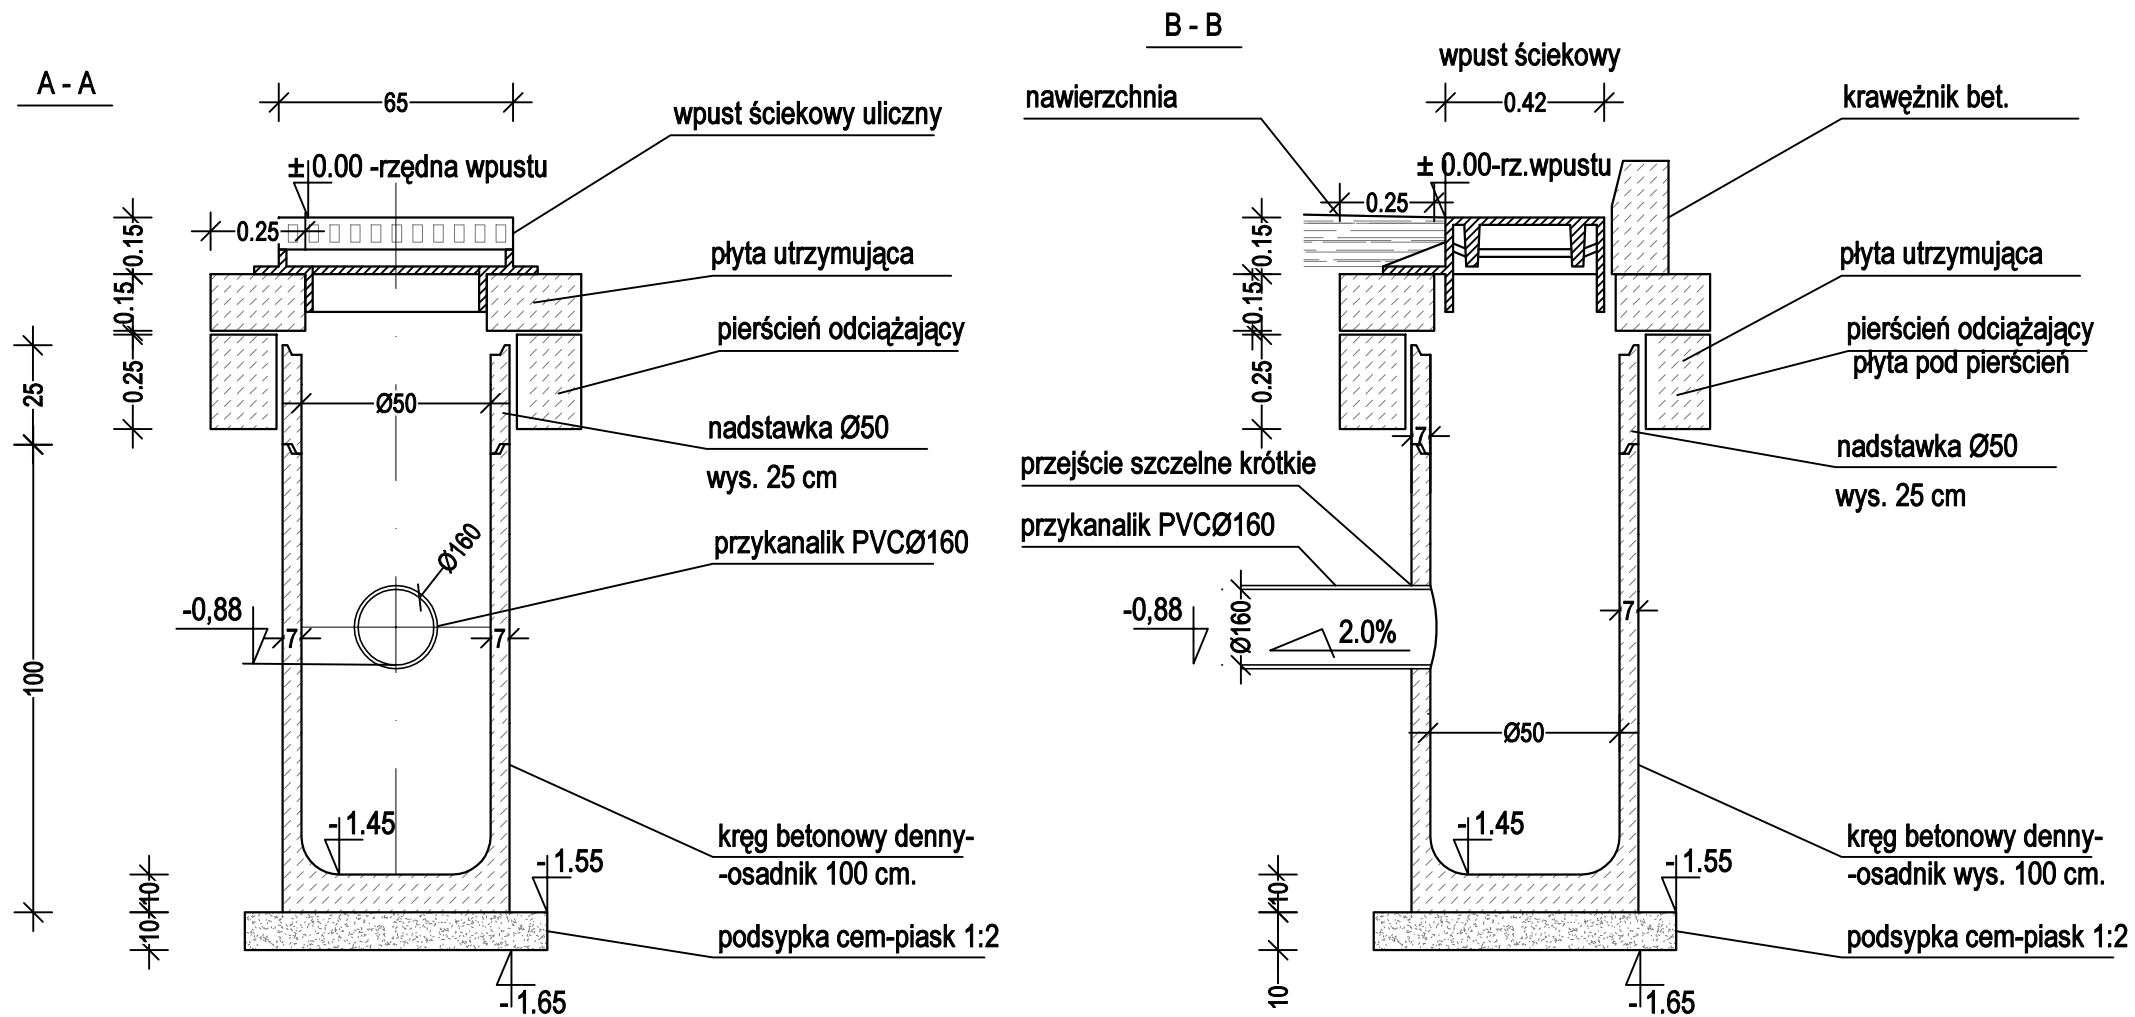 A - A
65
wpust ściekowy uliczny
± 0.00 -rzędna wpustu
0.25
0.15
płyta utrzymująca
0.15
pierścień odciążający
0.25
25
Ø50
nadstawka Ø50
wys. 25 cm
Ø160
przykanalik PVCØ160
-0,88
7
7
100
- 1.45
kręg betonowy denny-
-osadnik 100 cm.
- 1.55
10
10
podsypka cem-piask 1:2
- 1.65
B - B
wpust ściekowy
nawierzchnia
0.42
krawężnik bet.
± 0.00-rz.wpustu
0.25
0.15
płyta utrzymująca
0.15
pierścień odciążający
płyta pod pierścień
0.25
7
nadstawka Ø50
wys. 25 cm
przejście szczelne krótkie
przykanalik PVCØ160
-0,88
Ø160
2.0%
7
Ø50
- 1.45
kręg betonowy denny-
-osadnik wys. 100 cm.
- 1.55
10
podsypka cem-piask 1:2
10
- 1.65